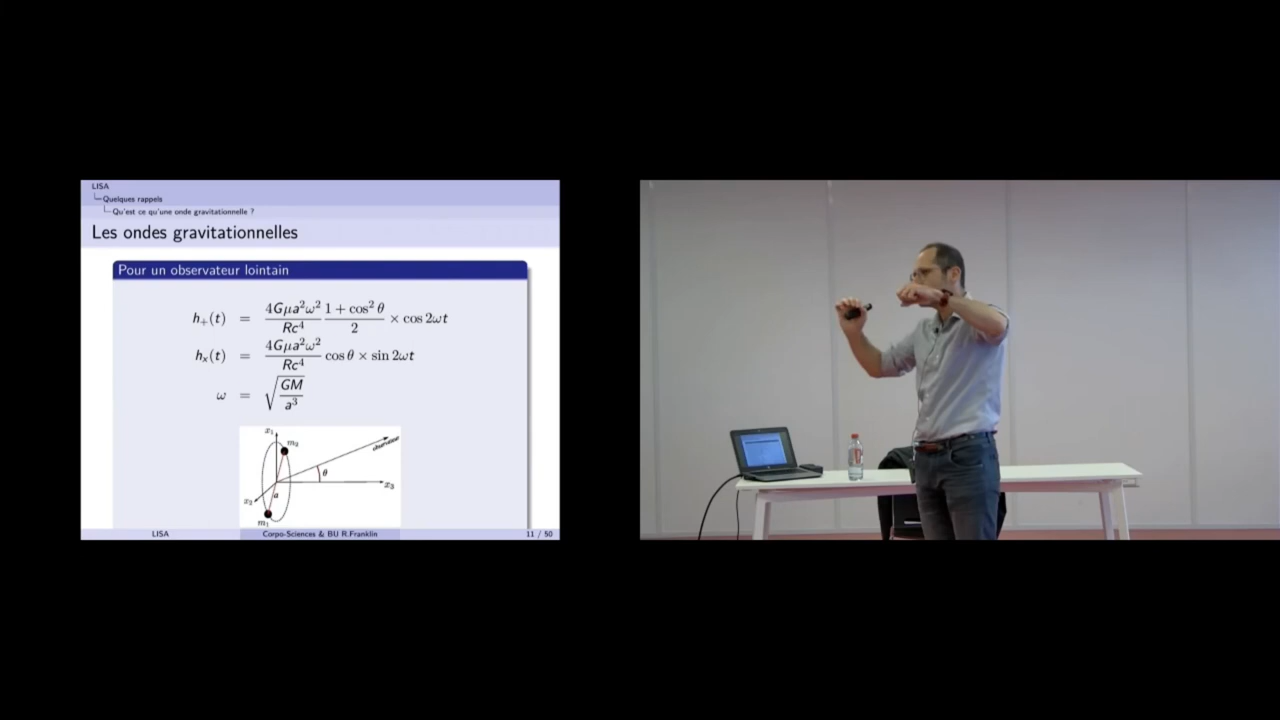 LISA
Quelques rappels
Qu'est ce qu'une onde gravitationnelle ?
Les ondes gravitationnelles
Pour un observateur lointain
h₊(t) = 4Gμa²ω² / Rc⁴ 1 + cos² θ / 2 × cos 2ωt
hₓ(t) = 4Gμa²ω² / Rc⁴ cos θ × sin 2ωt
ω = √(GM / a³)
x₁
m₂
observateur
θ
x₃
x₂
a
m₁
LISA
Corpo-Sciences & BU R.Franklin
11 / 50